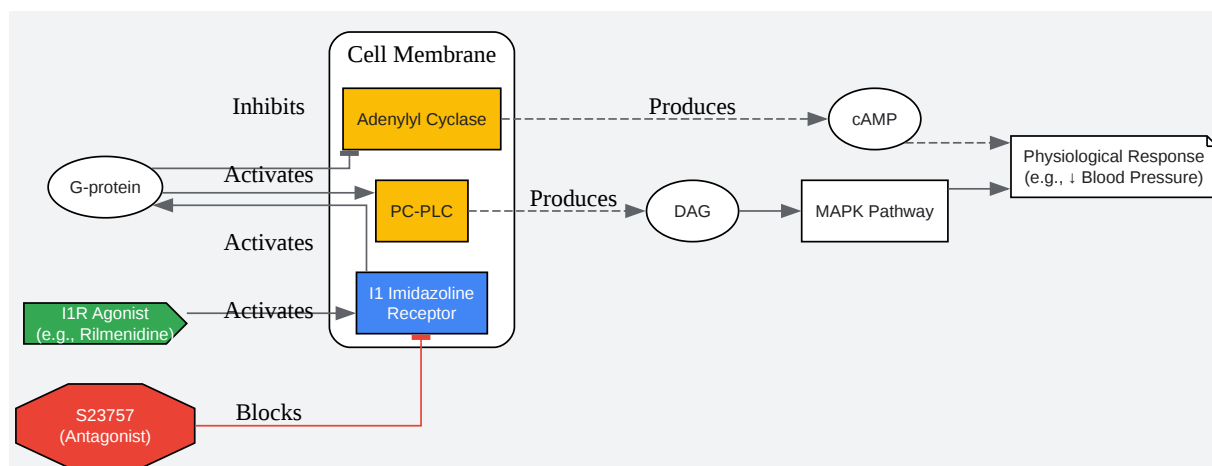 Cell Membrane
Inhibits
Adenylyl Cyclase
Produces
cAMP
Physiological Response
(e.g., ↓ Blood Pressure)
G-protein
Activates
PC-PLC
Produces
DAG
MAPK Pathway
Activates
I1 Imidazoline
Receptor
I1R Agonist
(e.g., Rilmenidine)
Activates
S23757
(Antagonist)
Blocks